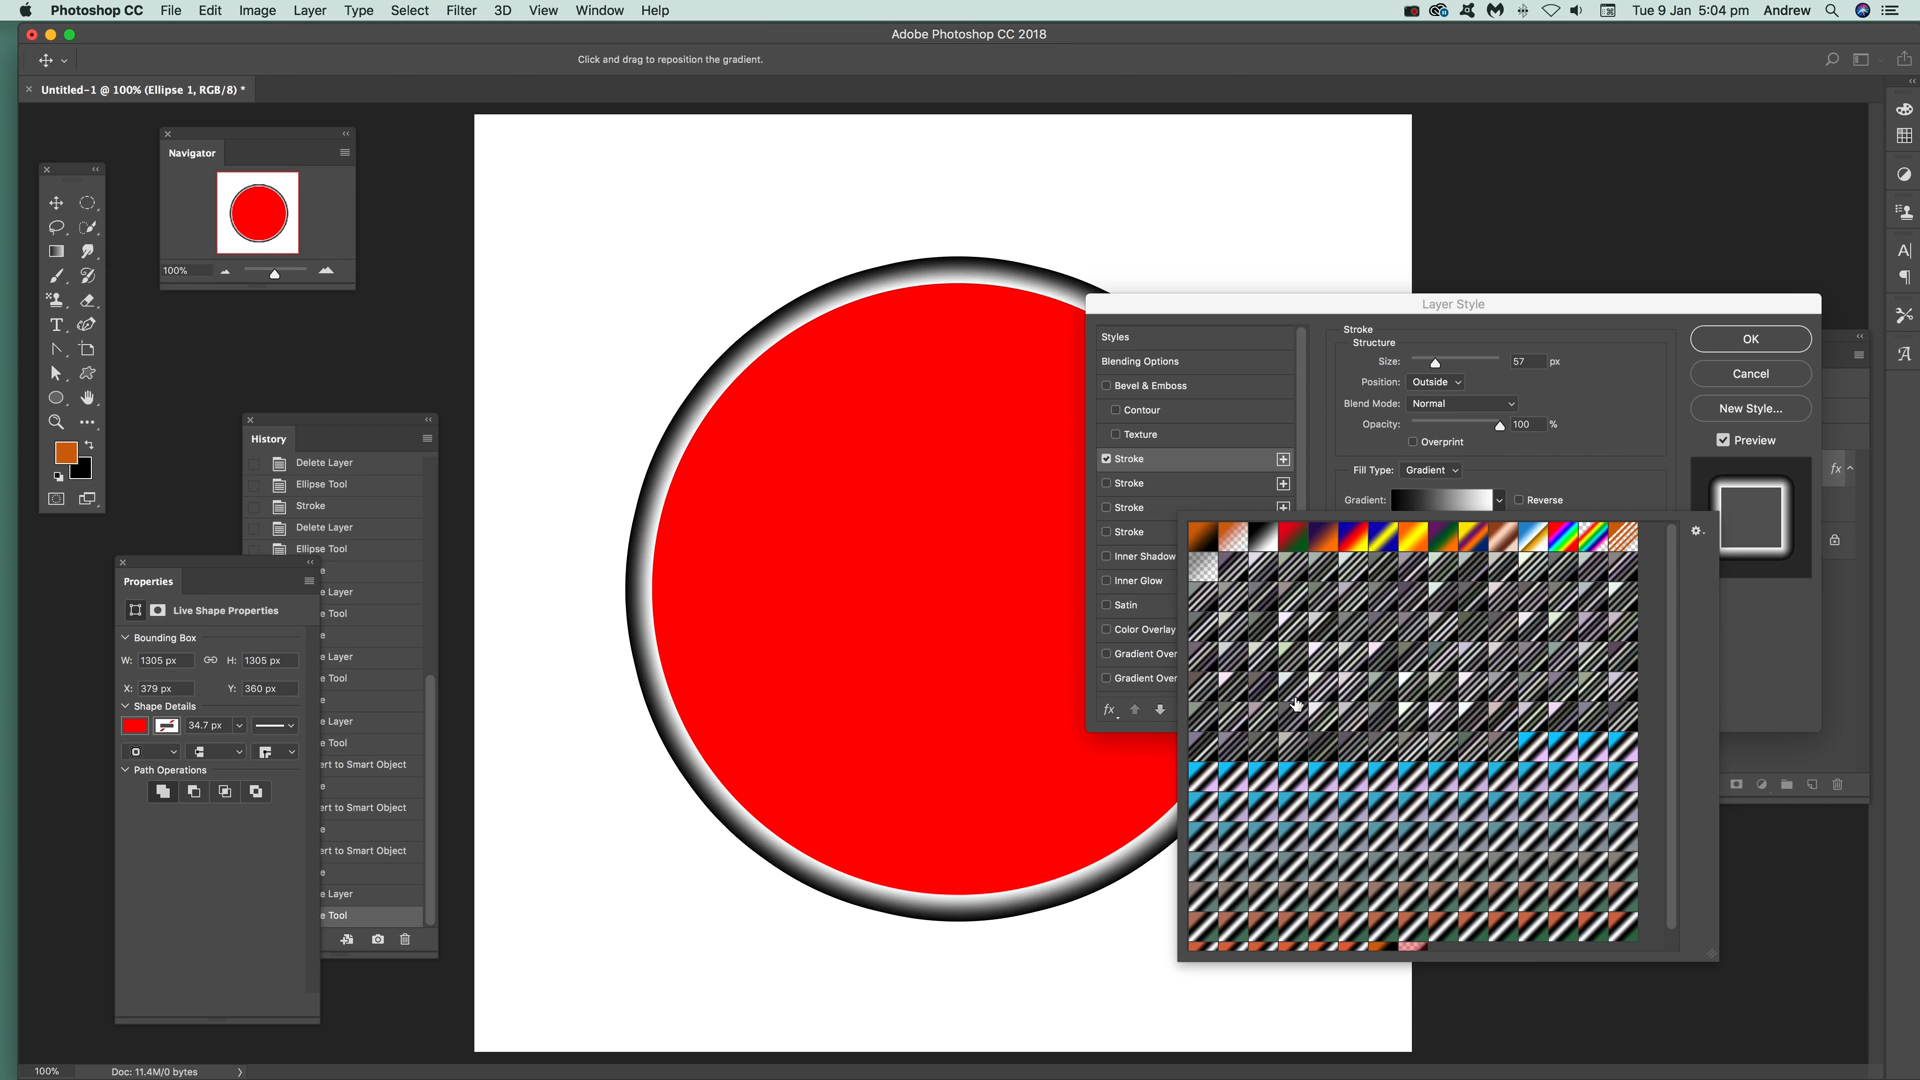 Photoshop CC File Edit Image Layer Type Select Filter 3D View Window Help
Tue 9 Jan 5:04 pm Andrew
Adobe Photoshop CC 2018
Click and drag to reposition the gradient.
Untitled-1 @ 100% (Ellipse 1, RGB/8) *
Navigator
100%
History
Delete Layer
Ellipse Tool
Stroke
Delete Layer
Ellipse Tool
e
e Layer
e Tool
e
e Layer
e Tool
e
e Layer
e Tool
ert to Smart Object
e
ert to Smart Object
e
ert to Smart Object
e
e Layer
e Tool
Properties
Live Shape Properties
Bounding Box
W: 1305 px H: 1305 px
X: 379 px Y: 360 px
Shape Details
34.7 px
Path Operations
Layer Style
Styles
Blending Options
Bevel & Emboss
Contour
Texture
Stroke
Stroke
Stroke
Stroke
Inner Shadow
Inner Glow
Satin
Color Overlay
Gradient Over
Gradient Over
fx
Stroke
Structure
Size: 57 px
Position: Outside
Blend Mode: Normal
Opacity: 100 %
Overprint
Fill Type: Gradient
Gradient: Reverse
OK
Cancel
New Style...
Preview
fx
100% Doc: 11.4M/0 bytes